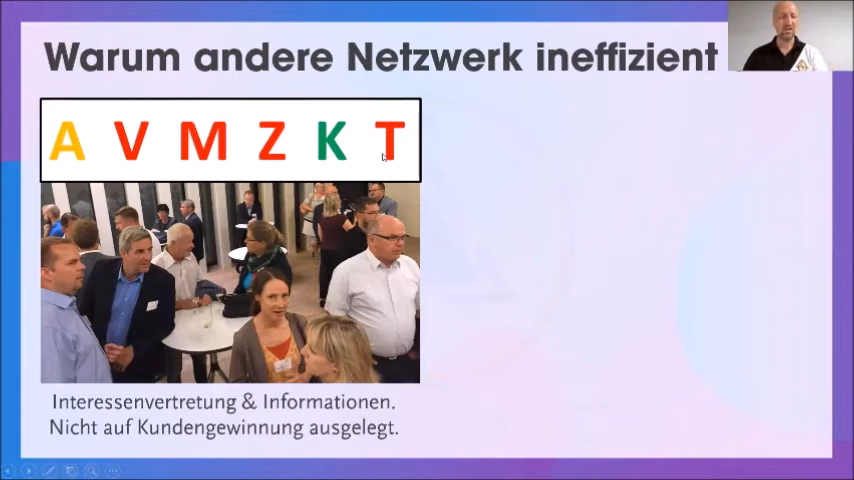 Warum andere Netzwerk ineffizient
A V M Z K T
Interessenvertretung & Informationen.
Nicht auf Kundengewinnung ausgelegt.